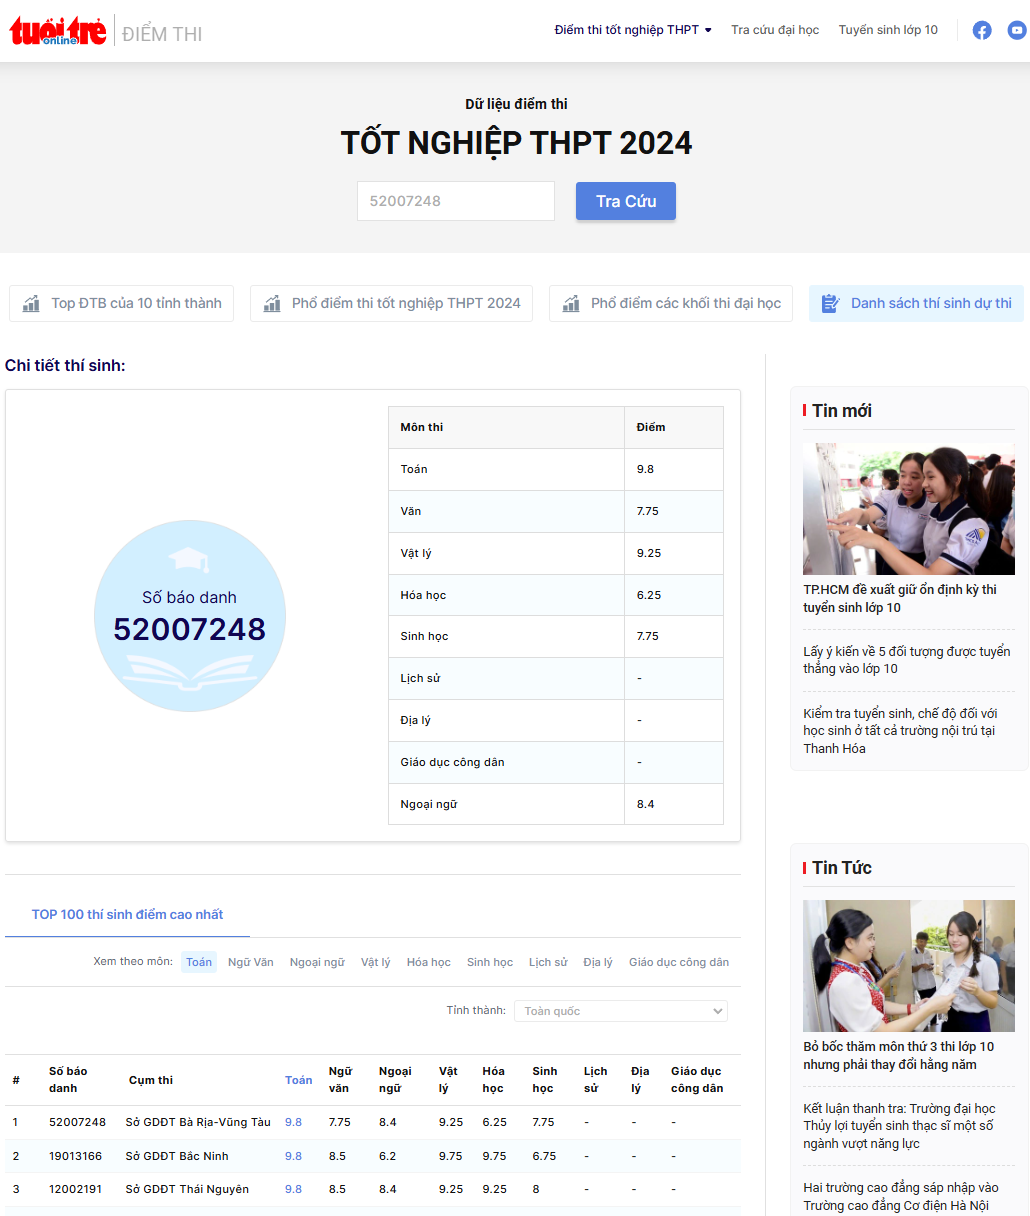 tuổi trẻ online ĐIỂM THI
Điểm thi tốt nghiệp THPT Tra cứu đại học Tuyển sinh lớp 10
Dữ liệu điểm thi
TỐT NGHIỆP THPT 2024
52007248 Tra Cứu
Top ĐTB của 10 tỉnh thành Phổ điểm thi tốt nghiệp THPT 2024 Phổ điểm các khối thi đại học Danh sách thí sinh dự thi
Chi tiết thí sinh:
Số báo danh
52007248
Môn thi Điểm
Toán 9.8
Văn 7.75
Vật lý 9.25
Hóa học 6.25
Sinh học 7.75
Lịch sử -
Địa lý -
Giáo dục công dân -
Ngoại ngữ 8.4
TOP 100 thí sinh điểm cao nhất
Xem theo môn: Toán Ngữ Văn Ngoại ngữ Vật lý Hóa học Sinh học Lịch sử Địa lý Giáo dục công dân
Tỉnh thành: Toàn quốc
# Số báo danh Cụm thi Toán Ngữ văn Ngoại ngữ Vật lý Hóa học Sinh học Lịch sử Địa lý Giáo dục công dân
1 52007248 Sở GDĐT Bà Rịa-Vũng Tàu 9.8 7.75 8.4 9.25 6.25 7.75 - - -
2 19013166 Sở GDĐT Bắc Ninh 9.8 8.5 6.2 9.75 9.75 6.75 - - -
3 12002191 Sở GDĐT Thái Nguyên 9.8 8.5 8.4 9.25 9.25 8 - - -
Tin mới
TP.HCM đề xuất giữ ổn định kỳ thi
tuyển sinh lớp 10
Lấy ý kiến về 5 đối tượng được tuyển
thẳng vào lớp 10
Kiểm tra tuyển sinh, chế độ đối với
học sinh ở tất cả trường nội trú tại
Thanh Hóa
Tin Tức
Bỏ bốc thăm môn thứ 3 thi lớp 10
nhưng phải thay đổi hằng năm
Kết luận thanh tra: Trường đại học
Thủy lợi tuyển sinh thạc sĩ một số
ngành vượt năng lực
Hai trường cao đẳng sáp nhập vào
Trường cao đẳng Cơ điện Hà Nội